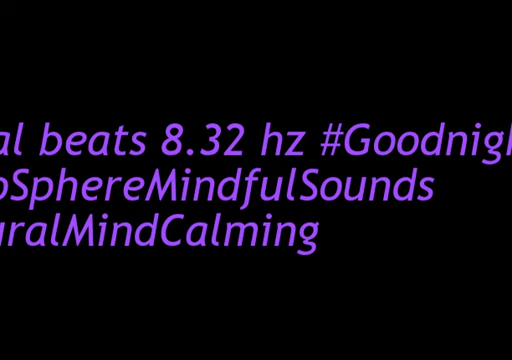 al beats 8.32 hz #Goodnigh
oSphereMindfulSounds
uralMindCalming